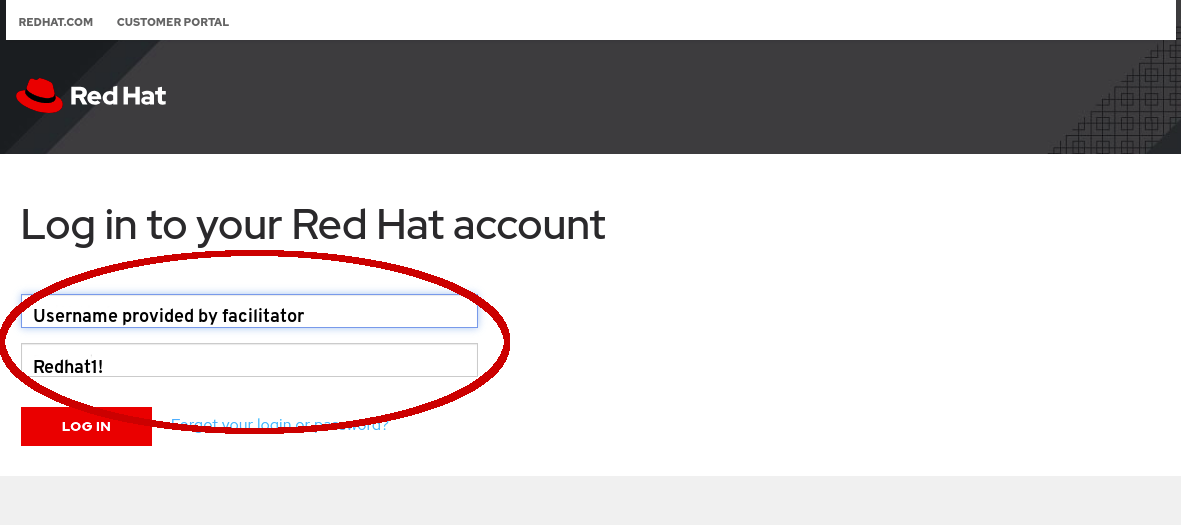 REDHAT.COM CUSTOMER PORTAL
Red Hat
Log in to your Red Hat account
Username provided by facilitator
Redhat1!
LOG IN Forgot your login or password?